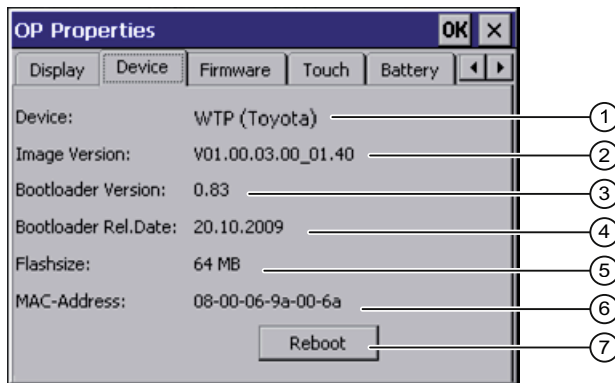 OP Properties OK ×
Display Device Firmware Touch Battery
Device: WTP (Toyota) 1
Image Version: V01.00.03.00_01.40 2
Bootloader Version: 0.83 3
Bootloader Rel.Date: 20.10.2009 4
Flashsize: 64 MB 5
MAC-Address: 08-00-06-9a-00-6a 6
Reboot 7